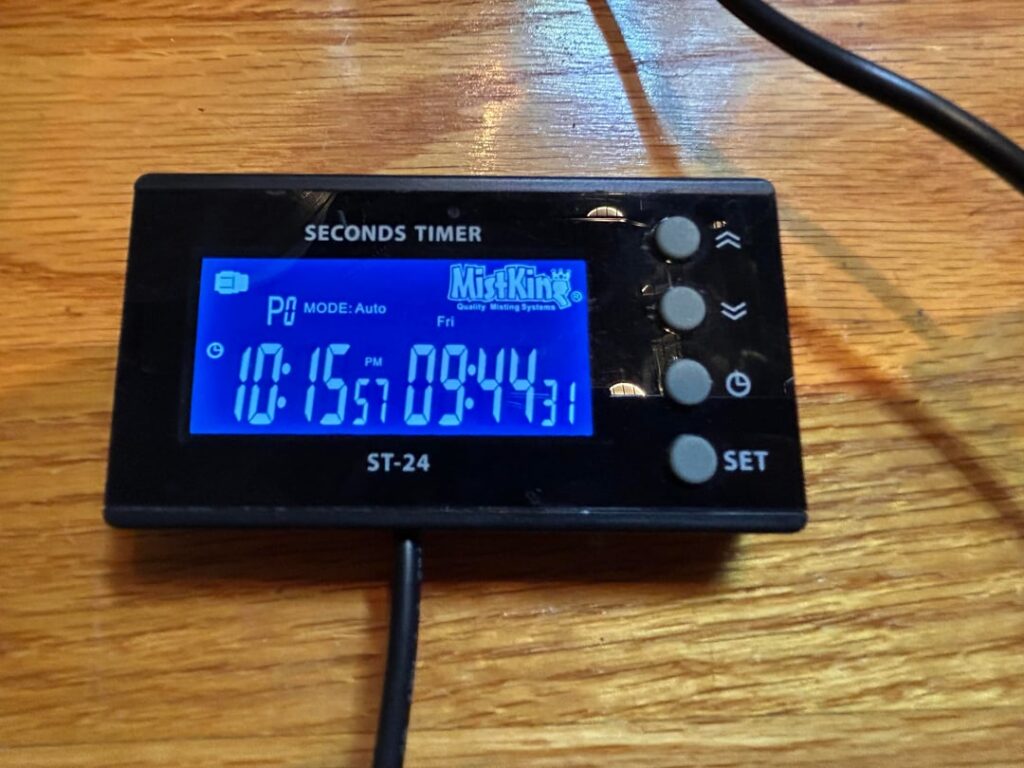 SECONDS TIMER
MistKing®
Quality Misting Systems
P0 MODE: Auto
Fri
10:15 57 PM 09:44 31
ST-24
SET